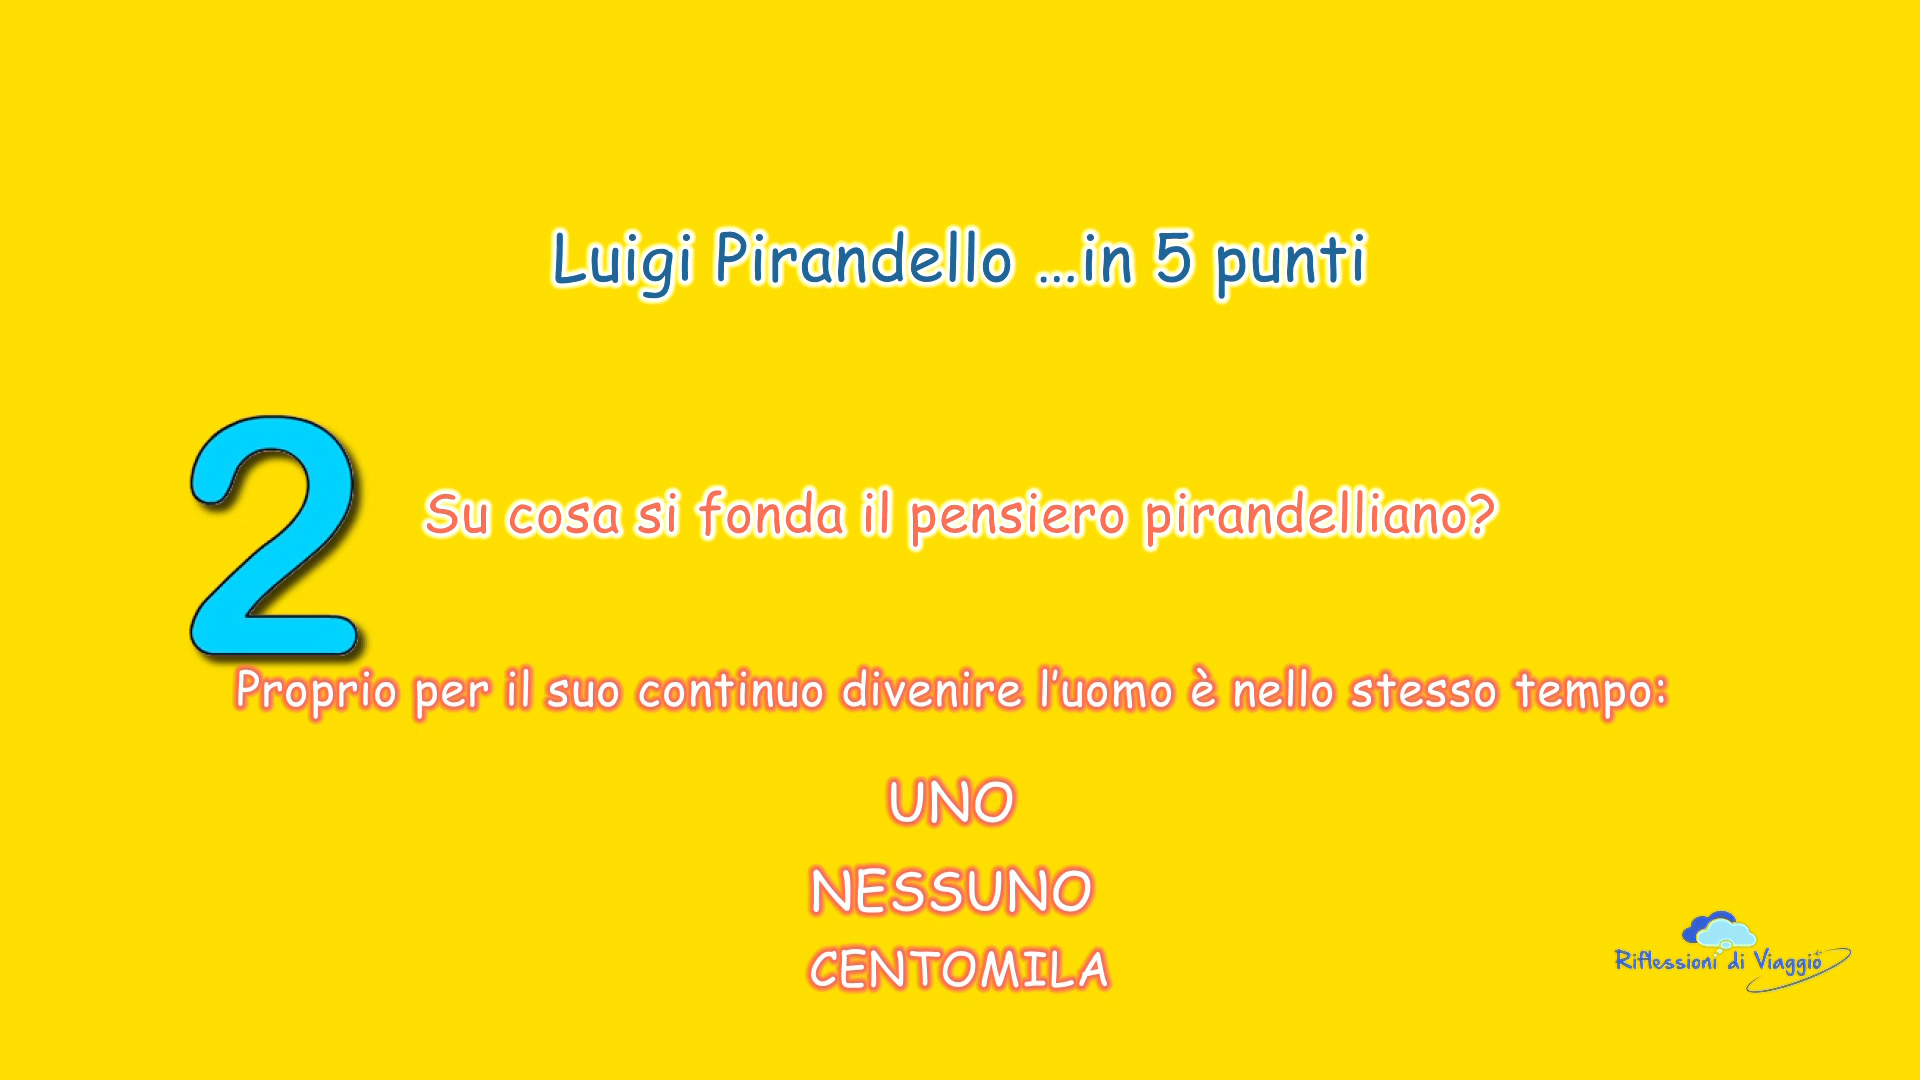 Luigi Pirandello ...in 5 punti
2
Su cosa si fonda il pensiero pirandelliano?
Proprio per il suo continuo divenire l'uomo è nello stesso tempo:
UNO
NESSUNO
CENTOMILA
Riflessioni di Viaggio